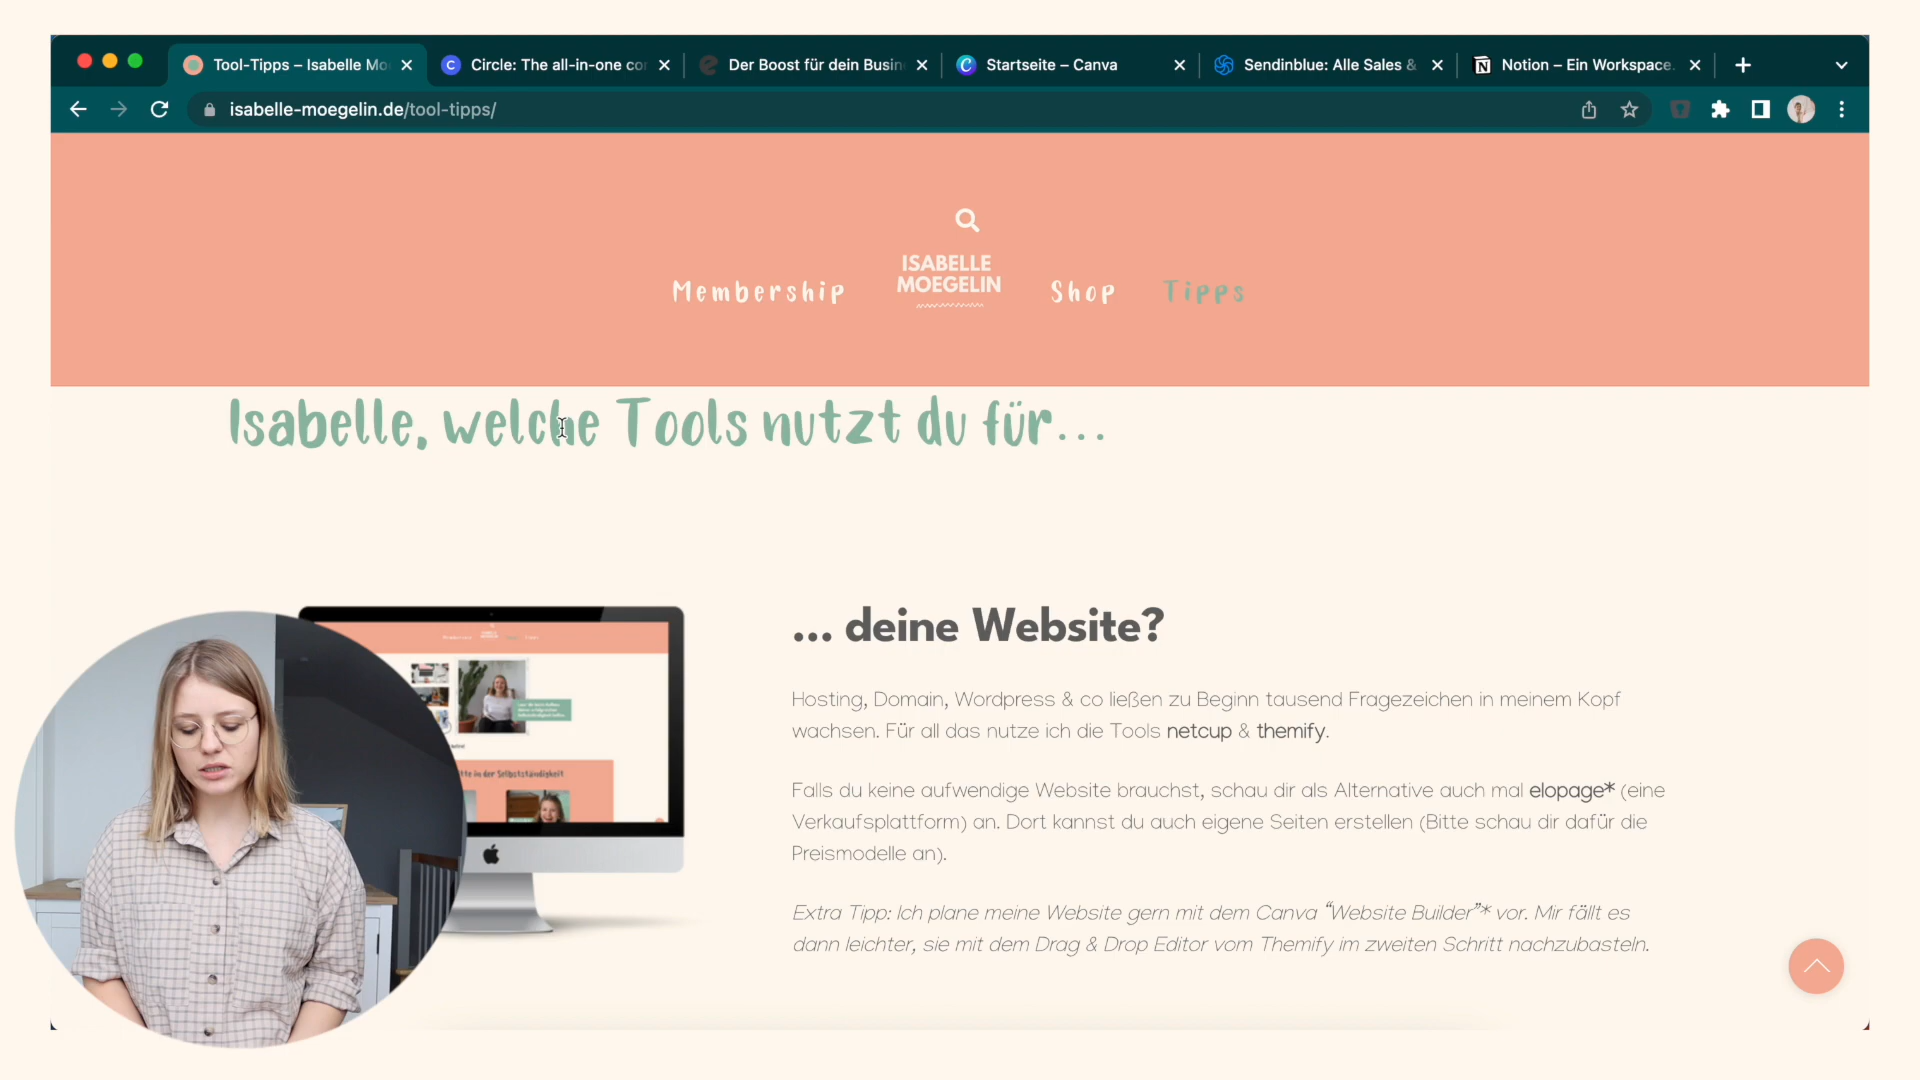 Tool-Tipps – Isabelle Mo
Circle: The all-in-one cor
Der Boost für dein Busin
Startseite – Canva
Sendinblue: Alle Sales &
Notion – Ein Workspace.
isabelle-moegelin.de/tool-tipps/
Membership
ISABELLE
MOEGELIN
Shop
Tipps
Isabelle, welche Tools nutzt du für...
... deine Website?
Hosting, Domain, Wordpress & co ließen zu Beginn tausend Fragezeichen in meinem Kopf
wachsen. Für all das nutze ich die Tools netcup & themify.
Falls du keine aufwendige Website brauchst, schau dir als Alternative auch mal elopage* (eine
Verkaufsplattform) an. Dort kannst du auch eigene Seiten erstellen (Bitte schau dir dafür die
Preismodelle an).
Extra Tipp: Ich plane meine Website gern mit dem Canva “Website Builder”* vor. Mir fällt es
dann leichter, sie mit dem Drag & Drop Editor vom Themify im zweiten Schritt nachzubasteln.
tte in der Selbstständigkeit